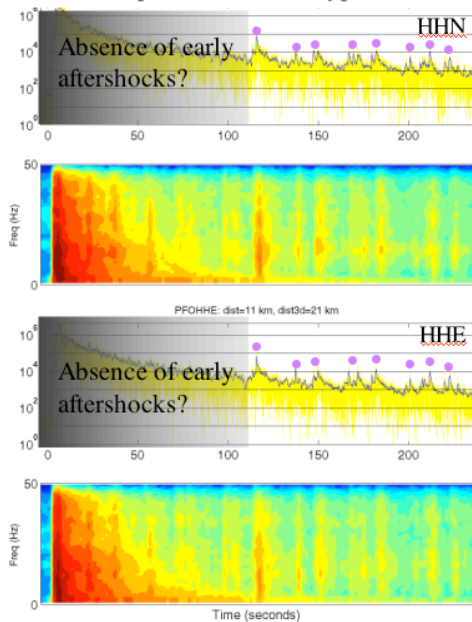 HHN
10^6
Absence of early
aftershocks?
10^4
10^2
10^0
0 50 100 150 200
50
Freq (Hz)
0
PFOHHE: dist=11 km, dist3d=21 km
HHE
10^6
Absence of early
aftershocks?
10^4
10^2
10^0
0 50 100 150 200
50
Freq (Hz)
0
Time (seconds)